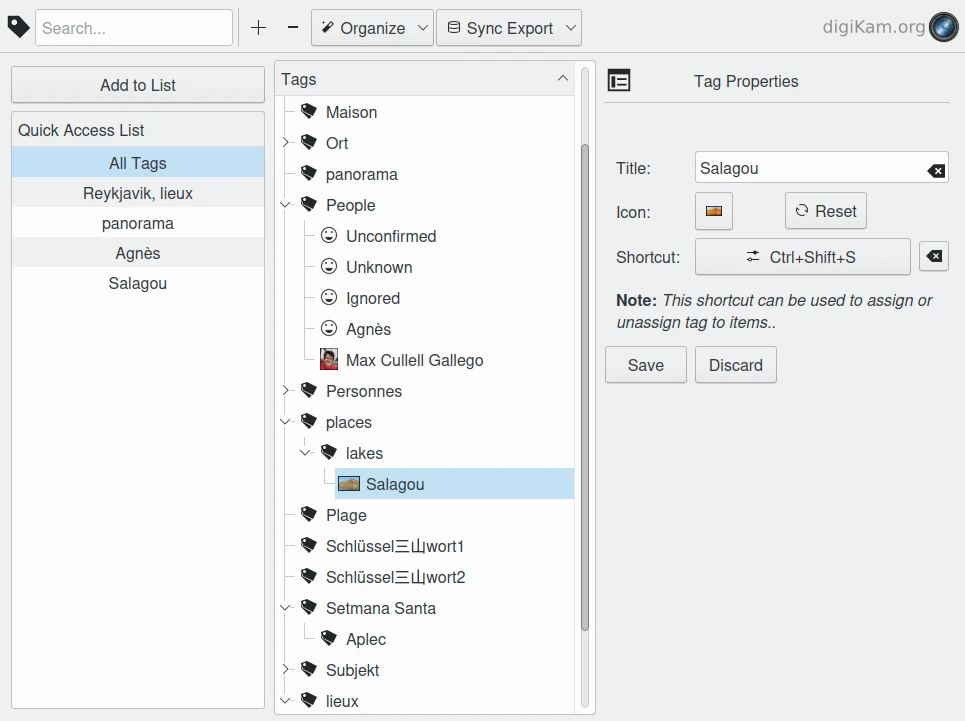 Search...
Organize
Sync Export
digiKam.org
Add to List
Quick Access List
All Tags
Reykjavik, lieux
panorama
Agnès
Salagou
Tags
Maison
Ort
panorama
People
Unconfirmed
Unknown
Ignored
Agnès
Max Cullell Gallego
Personnes
places
lakes
Salagou
Plage
Schlüssel三山wort1
Schlüssel三山wort2
Setmana Santa
Aplec
Subjekt
lieux
Tag Properties
Title:
Salagou
Icon:
Reset
Shortcut:
Ctrl+Shift+S
Note: This shortcut can be used to assign or
unassign tag to items..
Save
Discard